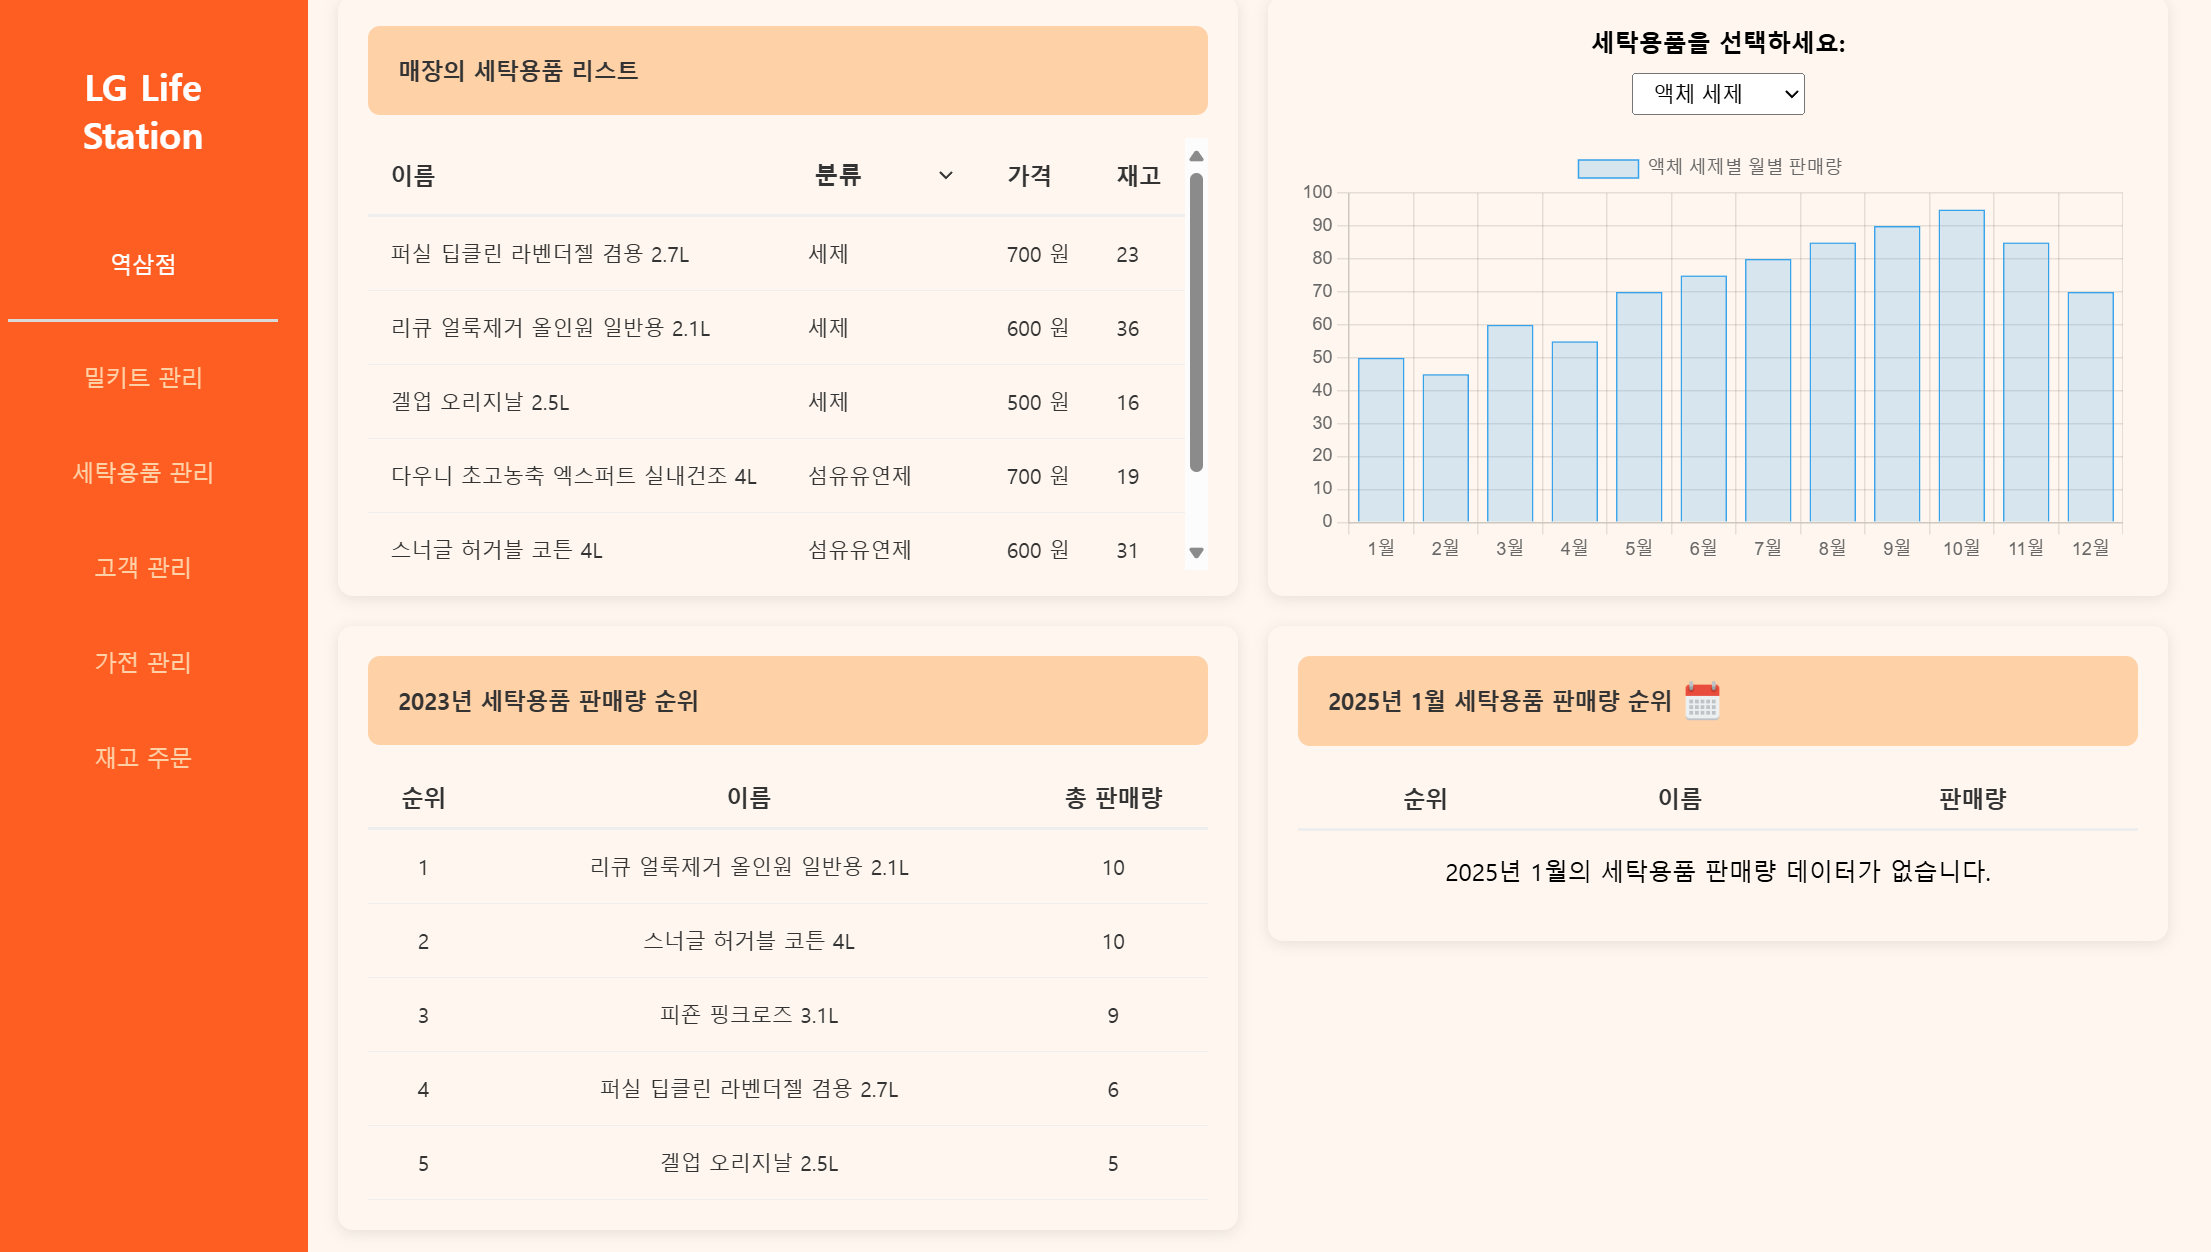 LG Life
Station
역삼점
밀키트 관리
세탁용품 관리
고객 관리
가전 관리
재고 주문
매장의 세탁용품 리스트
이름 분류 가격 재고
퍼실 딥클린 라벤더젤 겸용 2.7L 세제 700 원 23
리큐 얼룩제거 올인원 일반용 2.1L 세제 600 원 36
겔업 오리지날 2.5L 세제 500 원 16
다우니 초고농축 엑스퍼트 실내건조 4L 섬유유연제 700 원 19
스너글 허거블 코튼 4L 섬유유연제 600 원 31
세탁용품을 선택하세요:
액체 세제
액체 세제별 월별 판매량
100
90
80
70
60
50
40
30
20
10
0
1월 2월 3월 4월 5월 6월 7월 8월 9월 10월 11월 12월
2023년 세탁용품 판매량 순위
순위 이름 총 판매량
1 리큐 얼룩제거 올인원 일반용 2.1L 10
2 스너글 허거블 코튼 4L 10
3 피죤 핑크로즈 3.1L 9
4 퍼실 딥클린 라벤더젤 겸용 2.7L 6
5 겔업 오리지날 2.5L 5
2025년 1월 세탁용품 판매량 순위
순위 이름 판매량
2025년 1월의 세탁용품 판매량 데이터가 없습니다.